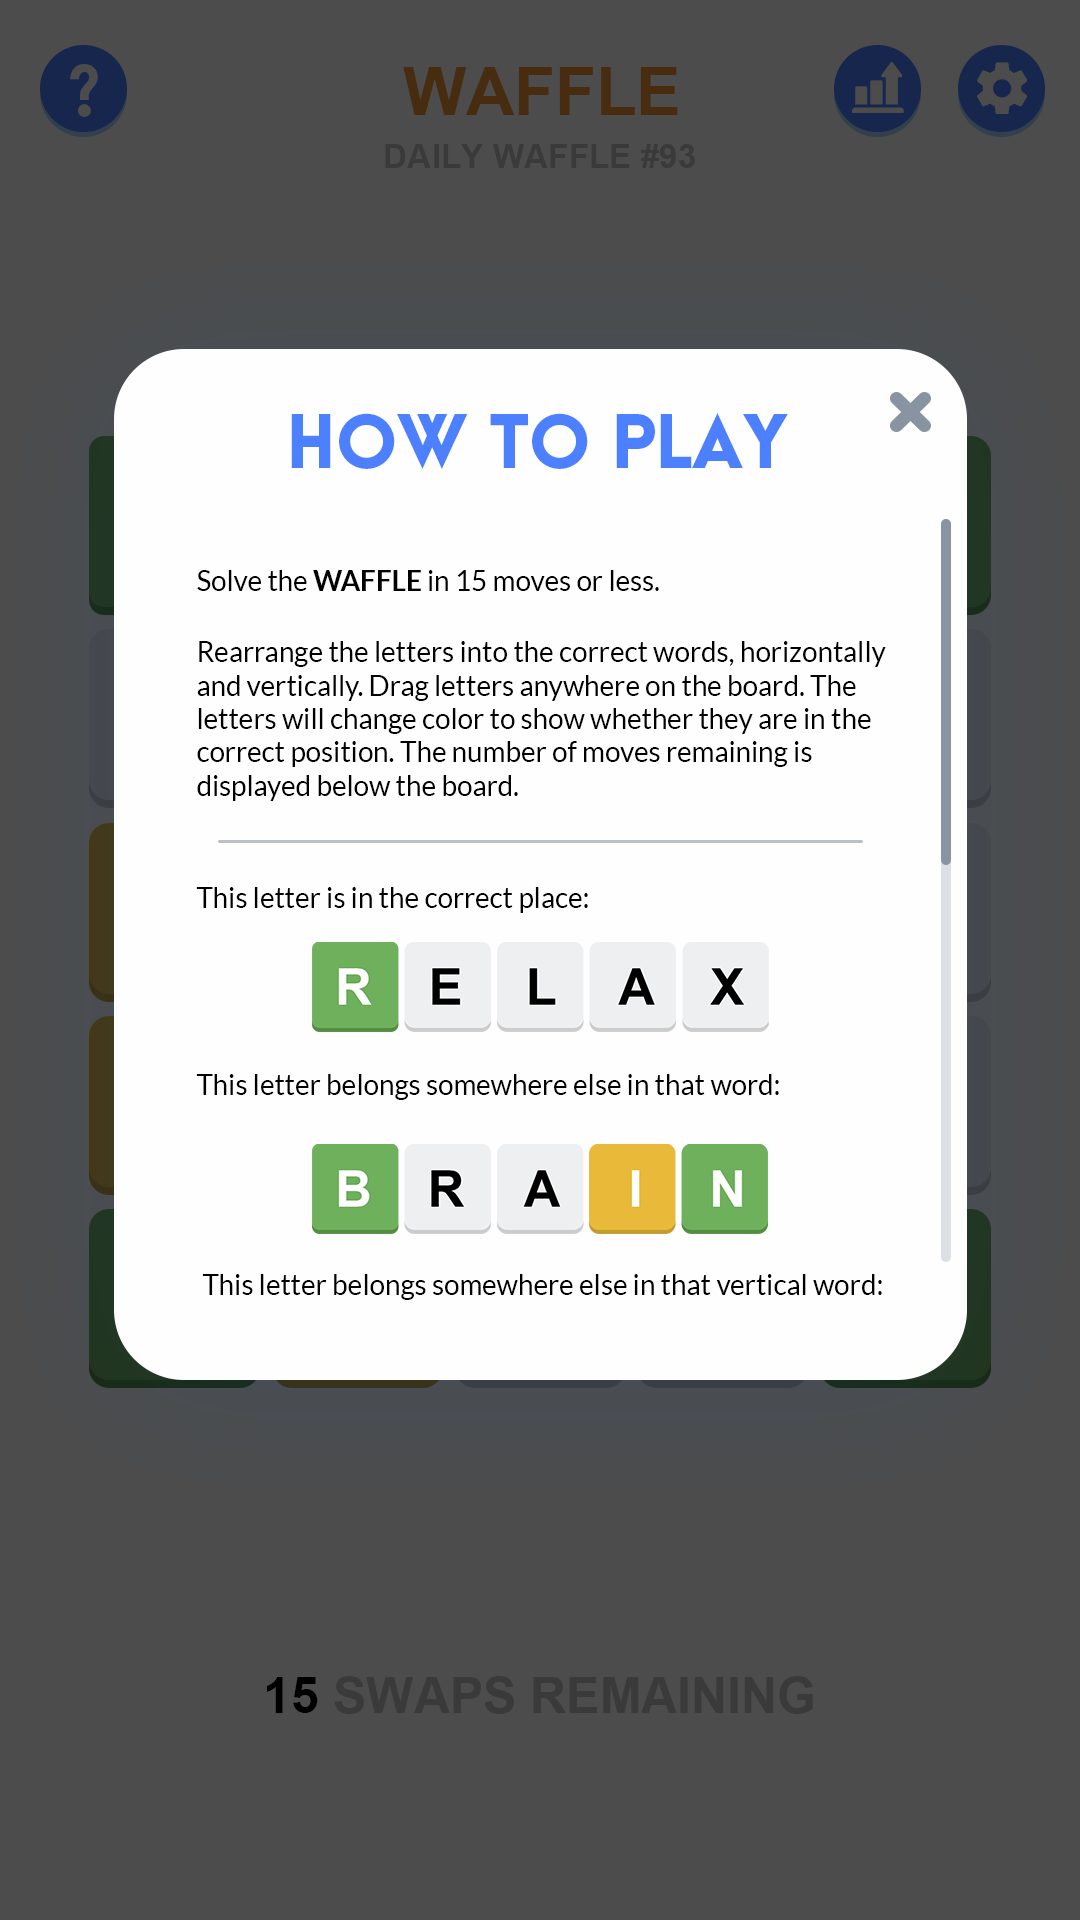 ?
WAFFLE
DAILY WAFFLE #93
HOW TO PLAY
Solve the WAFFLE in 15 moves or less.
Rearrange the letters into the correct words, horizontally
and vertically. Drag letters anywhere on the board. The
letters will change color to show whether they are in the
correct position. The number of moves remaining is
displayed below the board.
This letter is in the correct place:
R E L A X
This letter belongs somewhere else in that word:
B R A I N
This letter belongs somewhere else in that vertical word:
15 SWAPS REMAINING